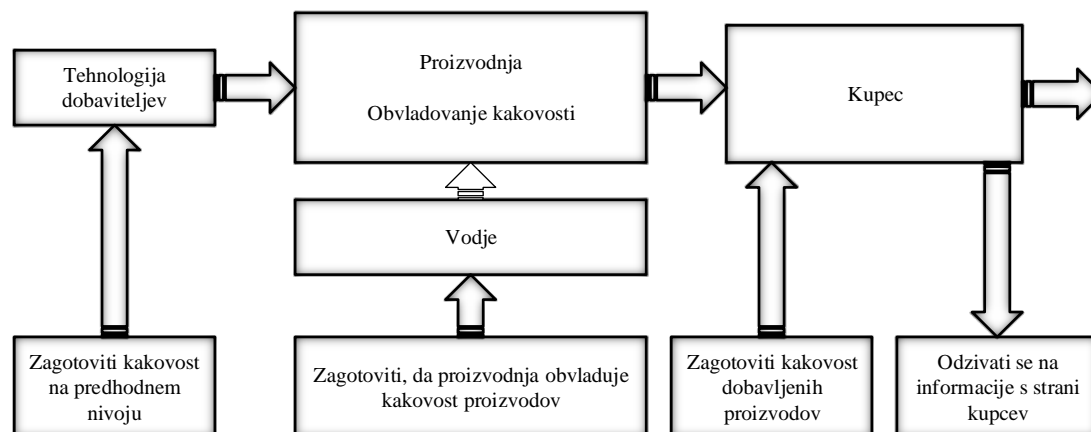 Tehnologija
dobaviteljev
Proizvodnja
Obvladovanje kakovosti
Kupec
Vodje
Zagotoviti kakovost
na predhodnem
nivoju
Zagotoviti, da proizvodnja obvladuje
kakovost proizvodov
Zagotoviti kakovost
dobavljenih
proizvodov
Odzivati se na
informacije s strani
kupcev